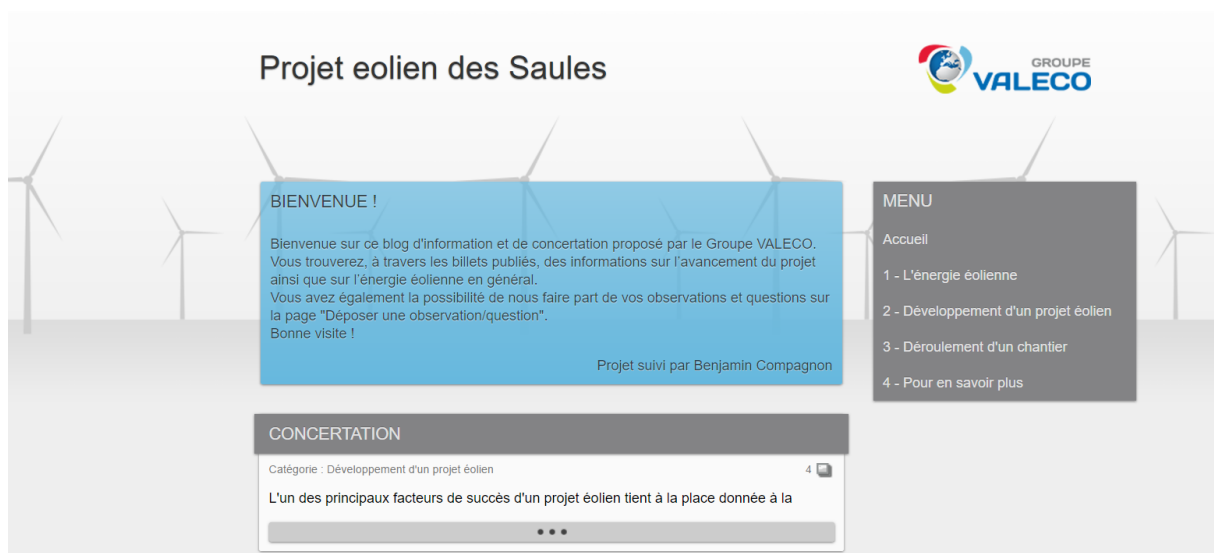 Projet eolien des Saules
GROUPE
VALECO
BIENVENUE !
Bienvenue sur ce blog d'information et de concertation proposé par le Groupe VALECO.
Vous trouverez, à travers les billets publiés, des informations sur l'avancement du projet
ainsi que sur l'énergie éolienne en général.
Vous avez également la possibilité de nous faire part de vos observations et questions sur
la page "Déposer une observation/question".
Bonne visite !
Projet suivi par Benjamin Compagnon
MENU
Accueil
1 - L'énergie éolienne
2 - Développement d'un projet éolien
3 - Déroulement d'un chantier
4 - Pour en savoir plus
CONCERTATION
Catégorie : Développement d'un projet éolien
4
L'un des principaux facteurs de succès d'un projet éolien tient à la place donnée à la
•••